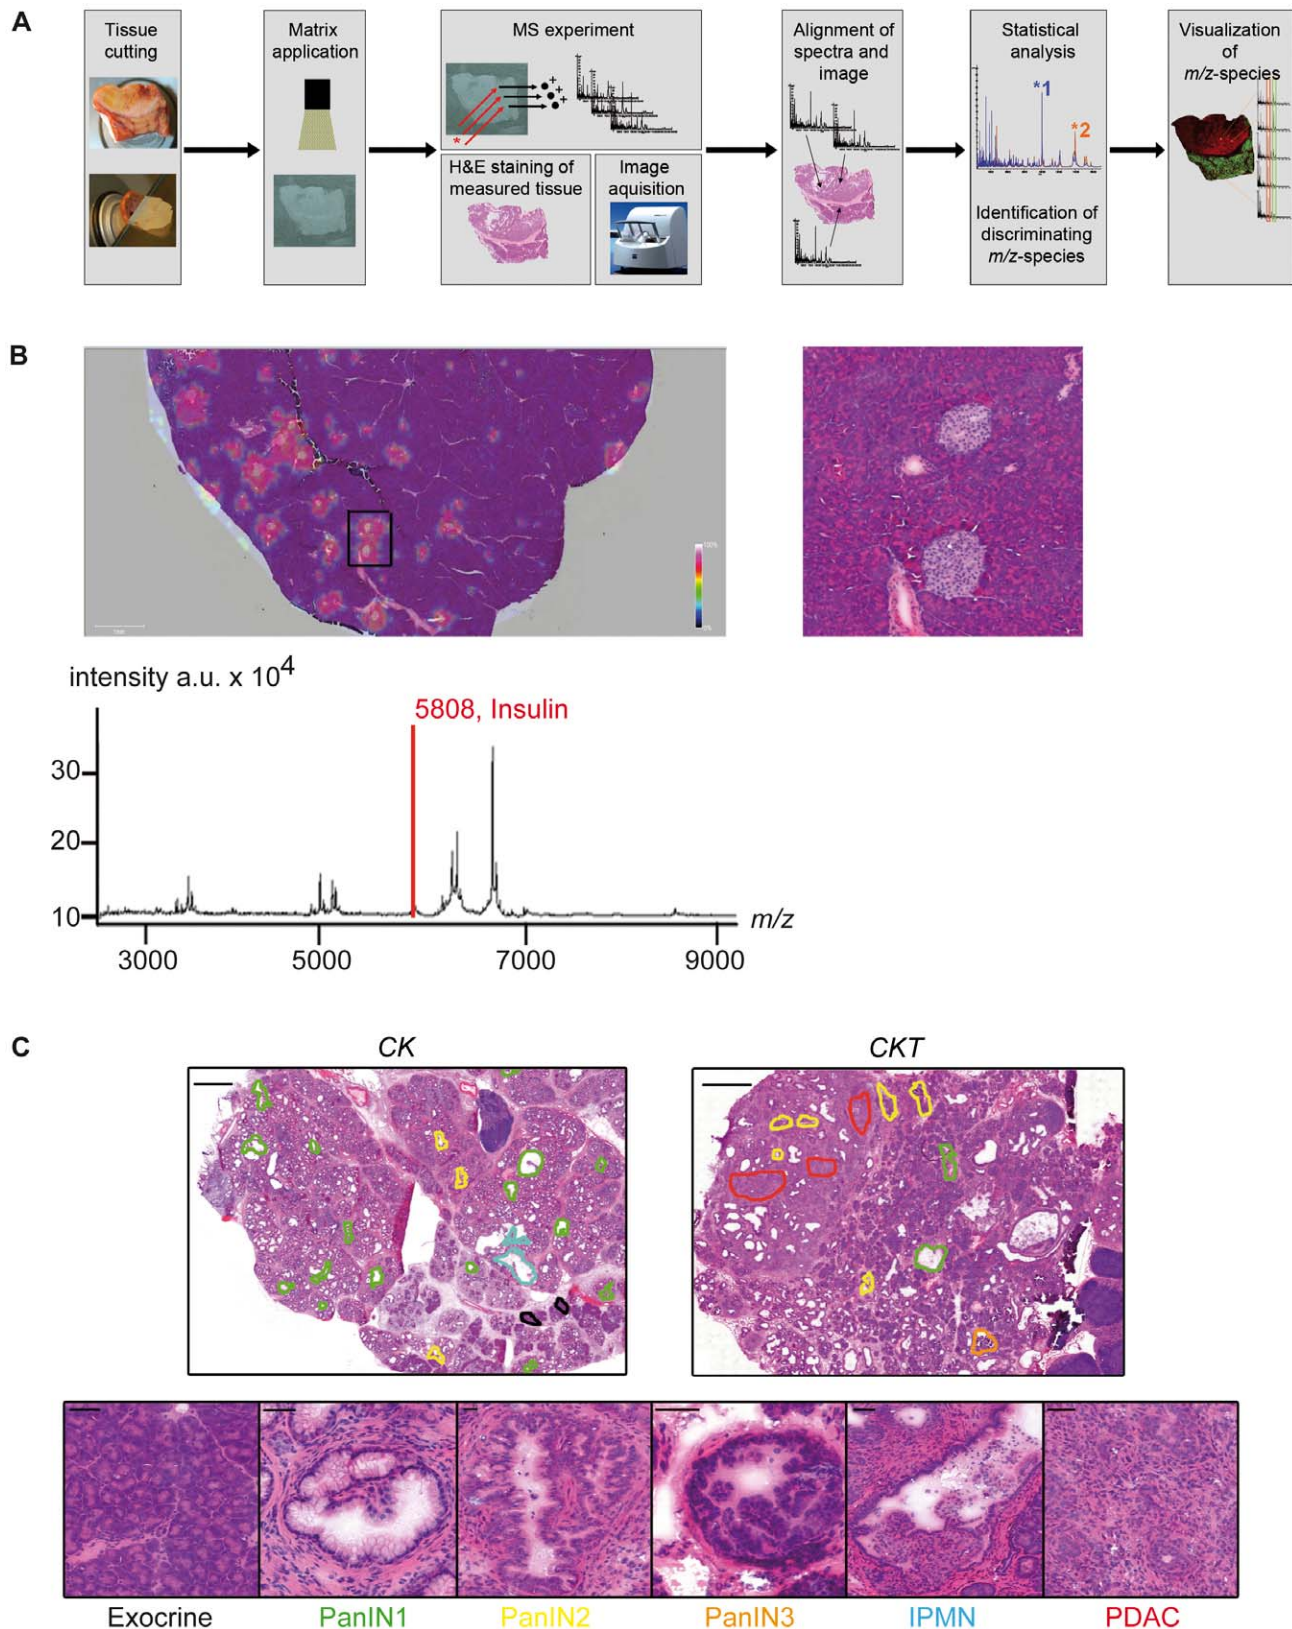 A
Tissue
cutting
Matrix
application
MS experiment
H&E staining of
measured tissue
Image
aquisition
Alignment of
spectra and
image
Statistical
analysis
*1
*2
Identification of
discriminating
m/z-species
Visualization
of
m/z-species
B
100%
0%
intensity a.u. x 10⁴
5808, Insulin
30
20
10
m/z
3000 5000 7000 9000
C
CK CKT
Exocrine PanIN1 PanIN2 PanIN3 IPMN PDAC